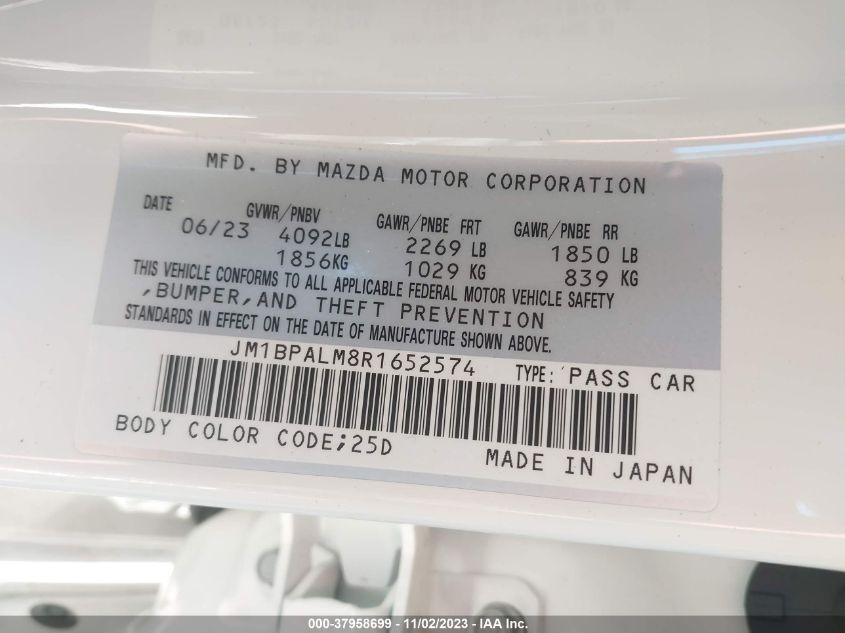 MFD. BY MAZDA MOTOR CORPORATION
DATE GVWR/PNBV GAWR/PNBE FRT GAWR/PNBE RR
06/23 4092LB 2269 LB 1850 LB
1856KG 1029 KG 839 KG
THIS VEHICLE CONFORMS TO ALL APPLICABLE FEDERAL MOTOR VEHICLE SAFETY
,BUMPER,AND THEFT PREVENTION
STANDARDS IN EFFECT ON THE DATE OF MANUFACTURE SHOWN ABOVE.
JM1BPALM8R1652574 TYPE: PASS CAR
BODY COLOR CODE;25D MADE IN JAPAN
000-37958699 - 11/02/2023 - IAA Inc.